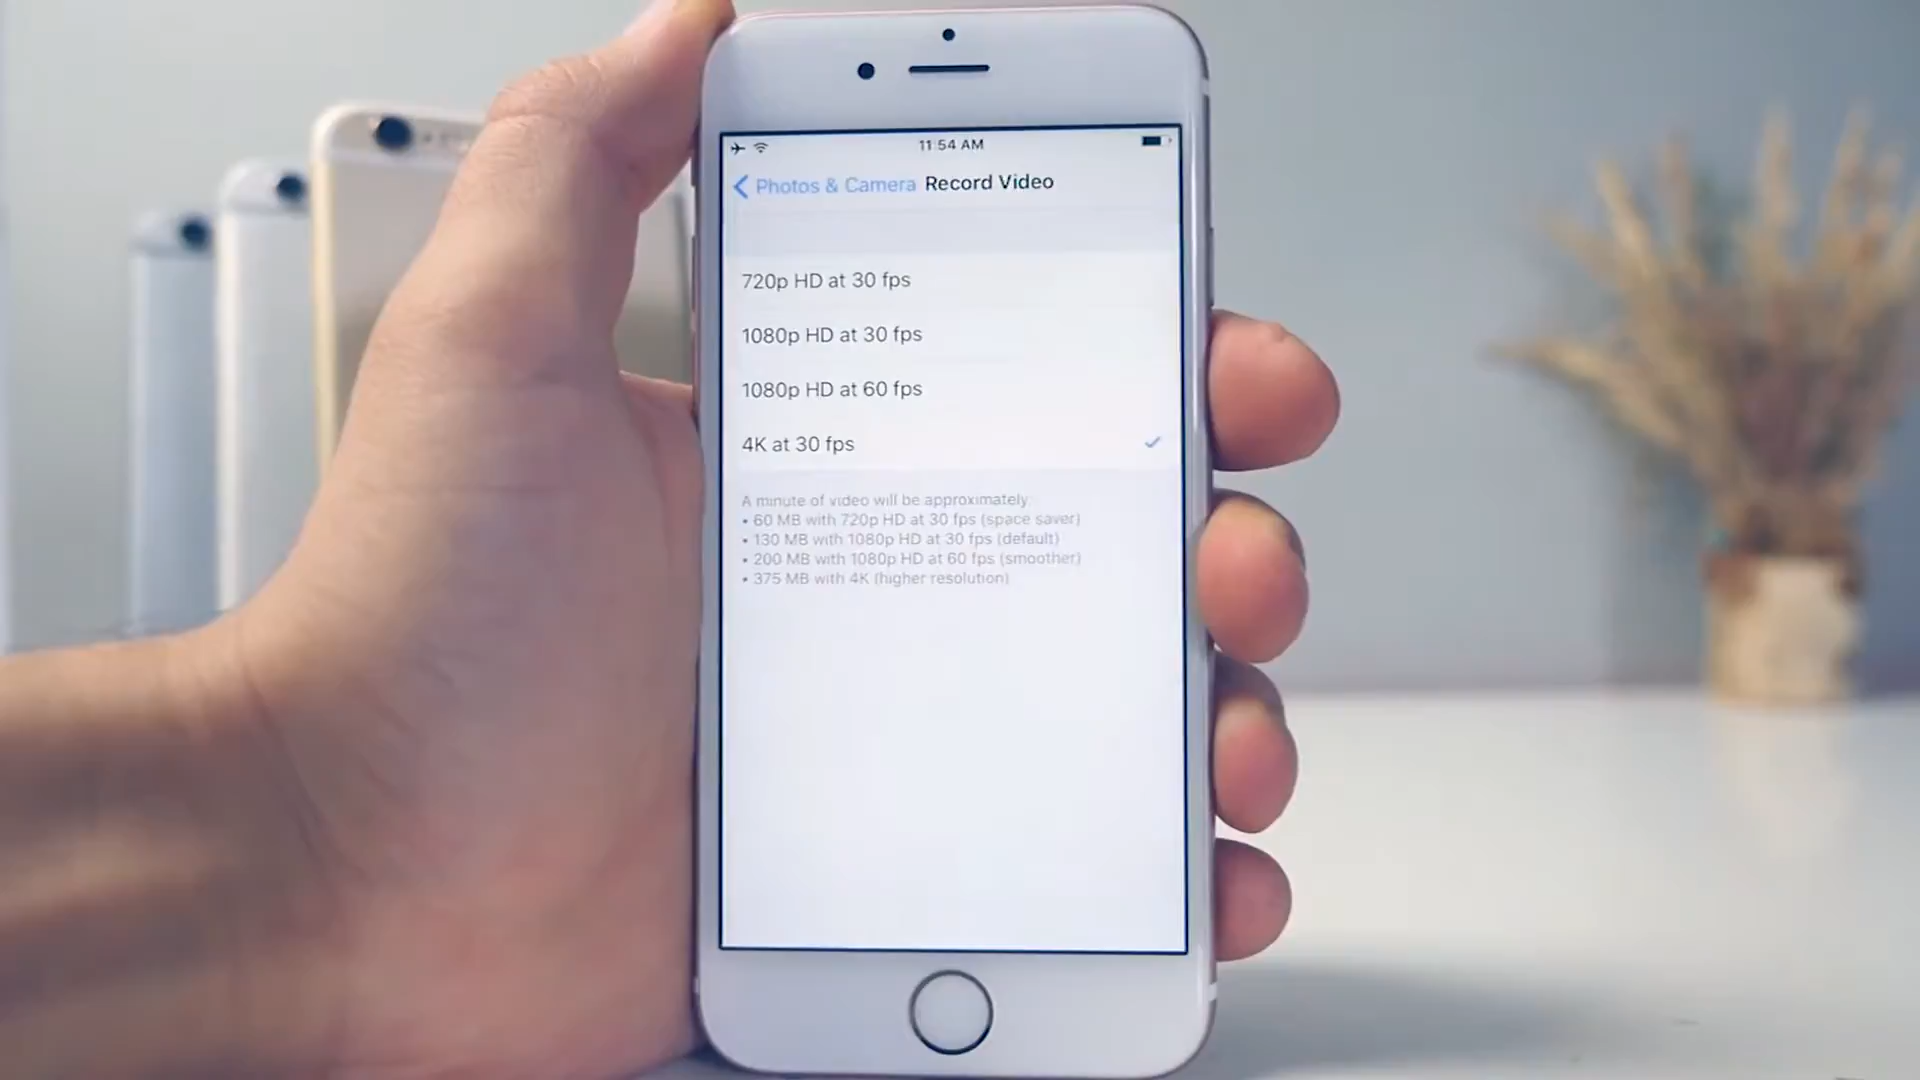 11:54 AM
Photos & Camera Record Video
720p HD at 30 fps
1080p HD at 30 fps
1080p HD at 60 fps
4K at 30 fps
A minute of video will be approximately:
• 60 MB with 720p HD at 30 fps (space saver)
• 130 MB with 1080p HD at 30 fps (default)
• 200 MB with 1080p HD at 60 fps (smoother)
• 375 MB with 4K (higher resolution)